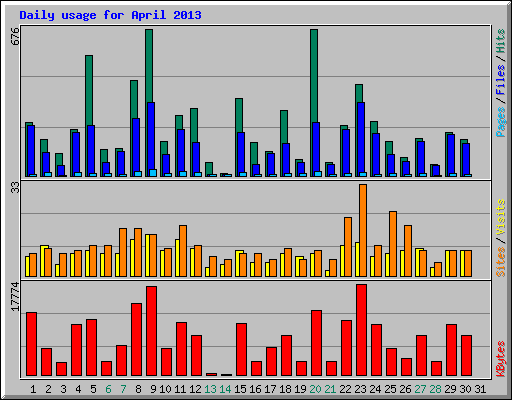 Daily usage for April 2013
676
Pages / Files / Hits
33
Sites / Visits
17774
KBytes
1 2 3 4 5 6 7 8 9 10 11 12 13 14 15 16 17 18 19 20 21 22 23 24 25 26 27 28 29 30 31